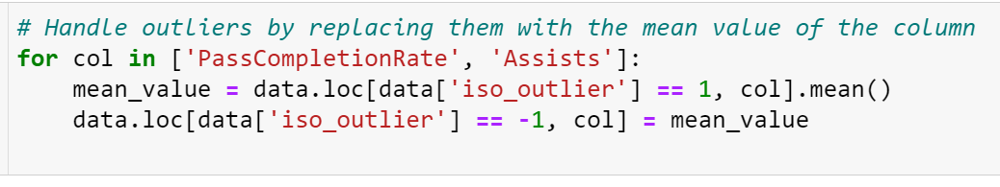 # Handle outliers by replacing them with the mean value of the column
for col in ['PassCompletionRate', 'Assists']:
    mean_value = data.loc[data['iso_outlier'] == 1, col].mean()
    data.loc[data['iso_outlier'] == -1, col] = mean_value